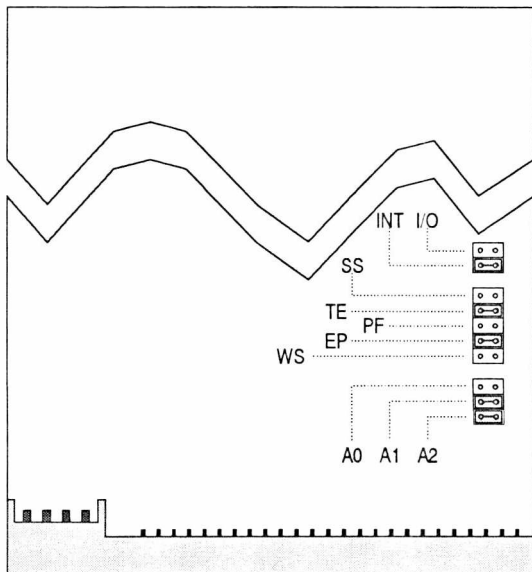 INT I/O
SS
TE
PF
EP
WS
A0 A1 A2